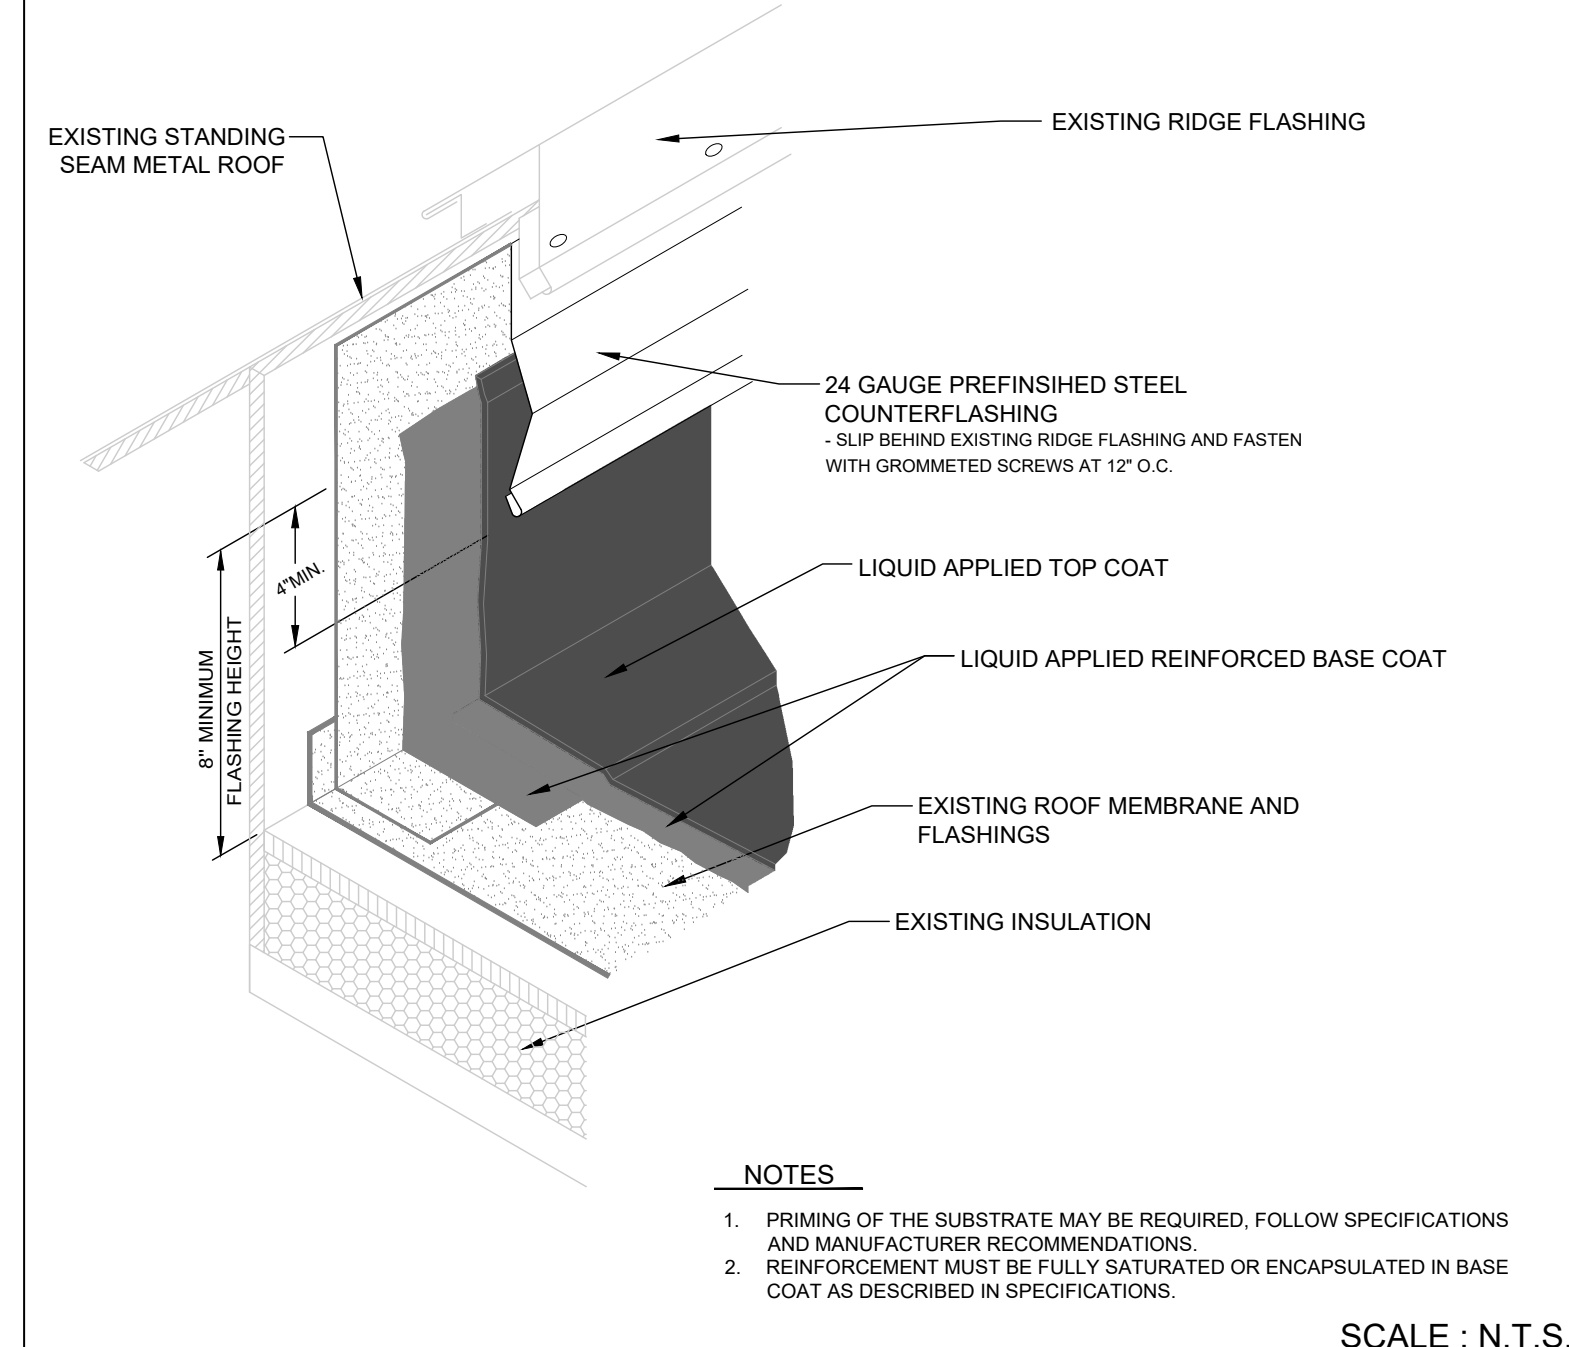 EXISTING STANDING
SEAM METAL ROOF
EXISTING RIDGE FLASHING
24 GAUGE PREFINSIHED STEEL
COUNTERFLASHING
- SLIP BEHIND EXISTING RIDGE FLASHING AND FASTEN
WITH GROMMETED SCREWS AT 12" O.C.
4"MIN.
8" MINIMUM
FLASHING HEIGHT
LIQUID APPLIED TOP COAT
LIQUID APPLIED REINFORCED BASE COAT
EXISTING ROOF MEMBRANE AND
FLASHINGS
EXISTING INSULATION
NOTES
1. PRIMING OF THE SUBSTRATE MAY BE REQUIRED, FOLLOW SPECIFICATIONS
AND MANUFACTURER RECOMMENDATIONS.
2. REINFORCEMENT MUST BE FULLY SATURATED OR ENCAPSULATED IN BASE
COAT AS DESCRIBED IN SPECIFICATIONS.
SCALE : N.T.S.